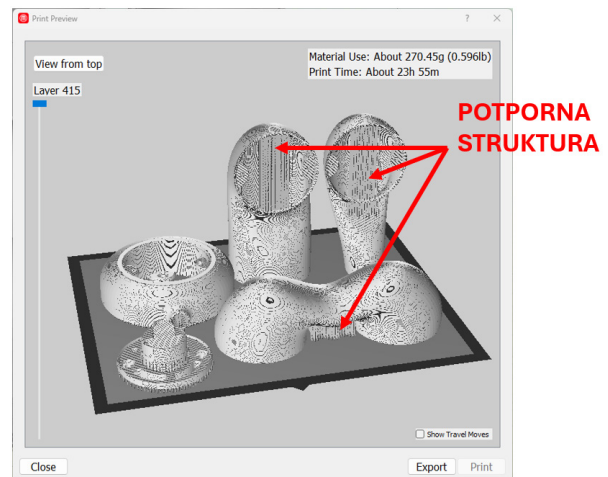 Print Preview
?
View from top
Material Use: About 270.45g (0.596lb)
Print Time: About 23h 55m
Layer 415
POTPORNA
STRUKTURA
Show Travel Moves
Close
Export
Print